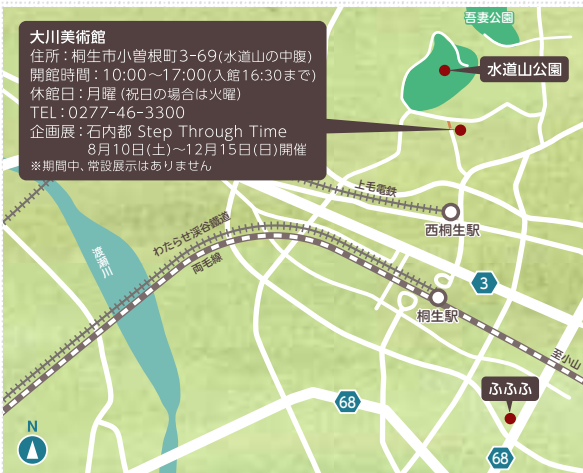 吾妻公園
大川美術館
住所：桐生市小曽根町3-69(水道山の中腹)
開館時間：10:00〜17:00(入館16:30まで)
休館日：月曜(祝日の場合は火曜)
TEL：0277-46-3300
企画展：石内都 Step Through Time
8月10日(土)〜12月15日(日)開催
※期間中、常設展示はありません
水道山公園
上毛電鉄
西桐生駅
わたらせ渓谷鐵道
両毛線
渡瀬川
3
桐生駅
至小山
ふふふ
68
68
N